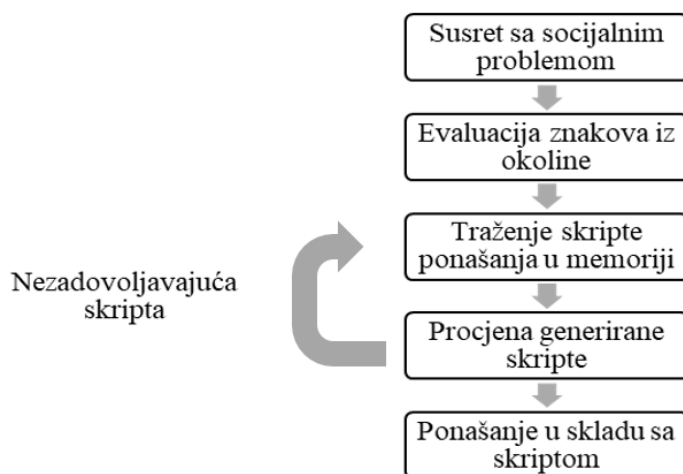 Susret sa socijalnim
problemom
Evaluacija znakova iz
okoline
Traženje skripte
ponašanja u memoriji
Nezadovoljavajuća
skripta
Procjena generirane
skripte
Ponašanje u skladu sa
skriptom